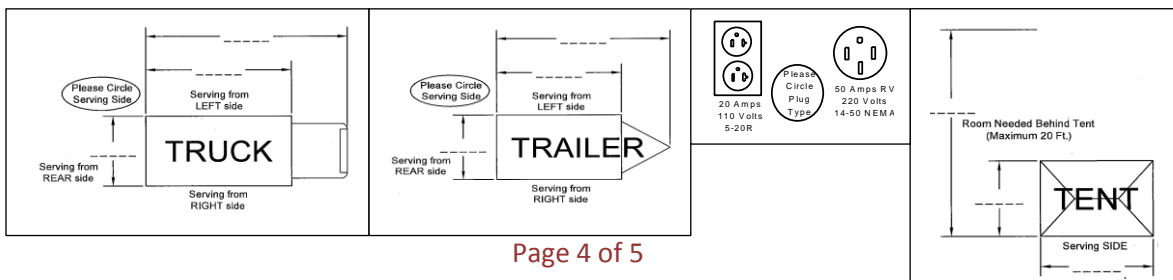 Please Circle
Serving Side
Serving from
LEFT side
TRUCK
Serving from
REAR side
Serving from
RIGHT side
Please Circle
Serving Side
Serving from
LEFT side
TRAILER
Serving from
REAR side
Serving from
RIGHT side
20 Amps
110 Volts
5-20R
Please
Circle
Plug
Type
50 Amps RV
220 Volts
14-50 NEMA
Room Needed Behind Tent
(Maximum 20 Ft.)
TENT
Serving SIDE
Page 4 of 5